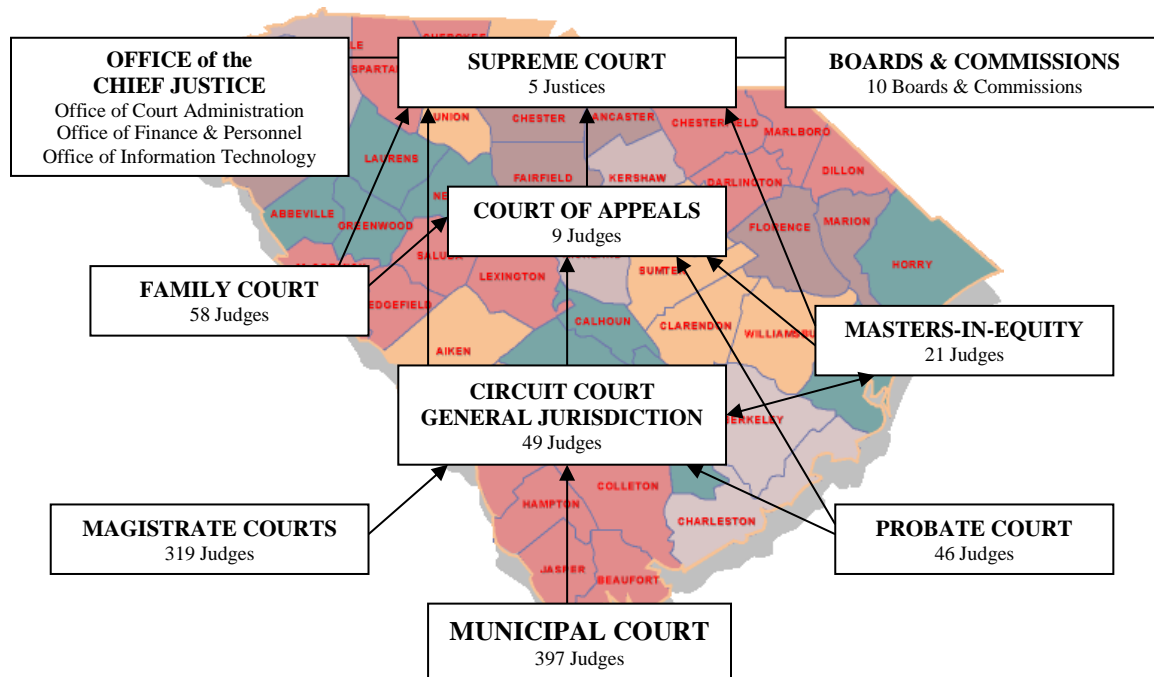 OFFICE of the
CHIEF JUSTICE
Office of Court Administration
Office of Finance & Personnel
Office of Information Technology
SUPREME COURT
5 Justices
BOARDS & COMMISSIONS
10 Boards & Commissions
SPARTA
UNION
CHESTER
ANCASTER
CHESTERFIELD
MARLBORO
DILLON
LAURENS
FAIRFIELD
KERSHAW
DARLINGTON
NE
ABBEVILLE
GREENWOOD
COURT OF APPEALS
9 Judges
FLORENCE
MARION
HORRY
SALUDA
LEXINGTON
SUMTER
FAMILY COURT
58 Judges
EDGEFIELD
AIKEN
CALHOUN
CLARENDON
WILLIAMSBU
MASTERS-IN-EQUITY
21 Judges
CIRCUIT COURT
GENERAL JURISDICTION
49 Judges
BERKELEY
COLLETON
HAMPTON
CHARLESTON
MAGISTRATE COURTS
319 Judges
PROBATE COURT
46 Judges
JASPER
BEAUFORT
MUNICIPAL COURT
397 Judges